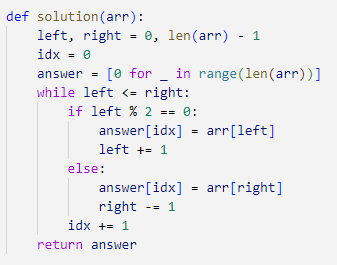 def solution(arr):
    left, right = 0, len(arr) - 1
    idx = 0
    answer = [0 for _ in range(len(arr))]
    while left <= right:
        if left % 2 == 0:
            answer[idx] = arr[left]
            left += 1
        else:
            answer[idx] = arr[right]
            right -= 1
        idx += 1
    return answer